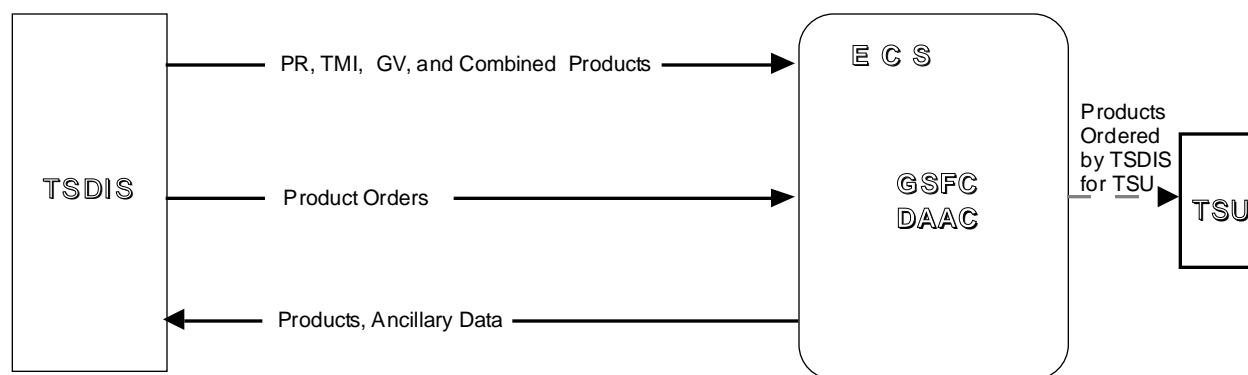 PR, TMI, GV, and Combined Products
E C S
Products
Ordered
by TSDIS
for TSU
TSDIS
Product Orders
GSFC
DAAC
TSU
Products, Ancillary Data